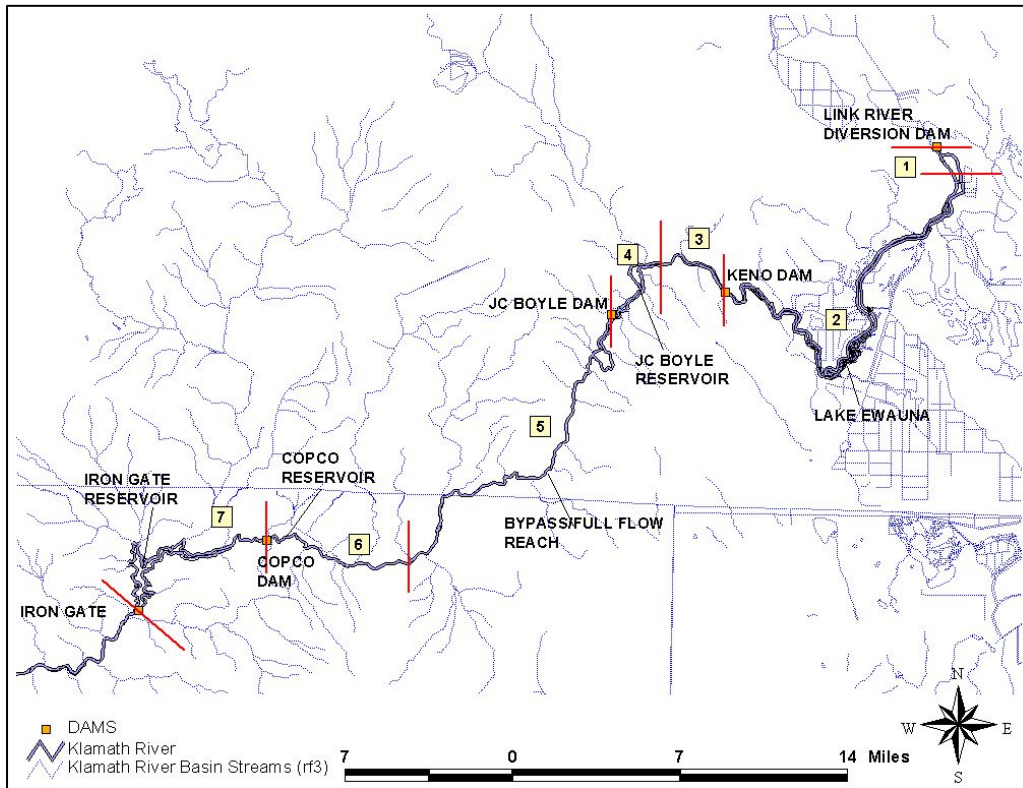 LINK RIVER
DIVERSION DAM
1
3
4
KENO DAM
JC BOYLE DAM
2
JC BOYLE
RESERVOIR
LAKE EWAUNA
5
COPCO
RESERVOIR
IRON GATE
RESERVOIR
7
BYPASS/FULL FLOW
REACH
6
COPCO
DAM
IRON GATE
N
W E
S
DAMS
Klamath River
Klamath River Basin Streams (rf3)
7 0 7 14 Miles